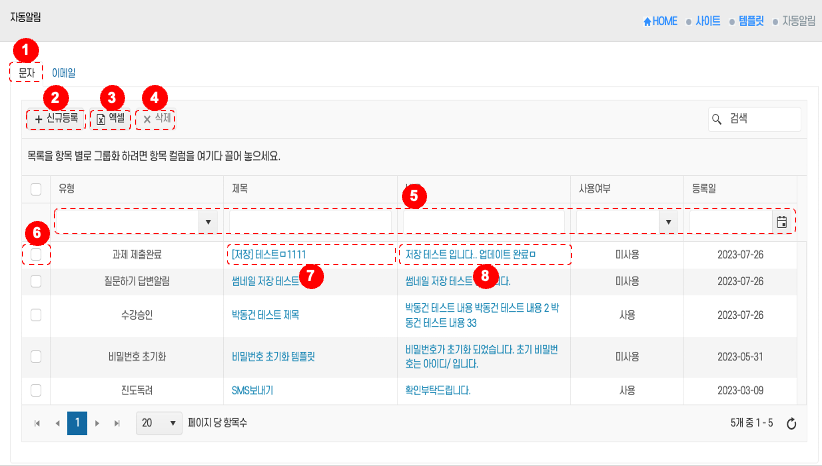 자동알림
HOME 사이트 템플릿 자동알림
1
문자 이메일
2 3 4
신규등록 엑셀 삭제 검색
목록을 항목 별로 그룹화 하려면 항목 컬럼을 여기다 끌어 놓으세요.
유형 제목 사용여부 등록일
5
6
과제 제출완료 [저장] 테스트ㅁ1111 저장 테스트 입니다.. 업데이트 완료ㅁ 미사용 2023-07-26
7 8
질문하기 답변알림 썸네일 저장 테스트 썸네일 저장 테스트 니다. 미사용 2023-07-26
수강승인 박동건 테스트 제목 박동건 테스트 내용 박동건 테스트 내용 2 박
동건 테스트 내용 33 사용 2023-07-26
비밀번호 초기화 비밀번호 초기화 템플릿 비밀번호가 초기화 되었습니다. 초기 비밀번
호는 아이디/ 입니다. 미사용 2023-05-31
진도독려 SMS보내기 확인부탁드립니다. 사용 2023-03-09
1 20 페이지 당 항목수 5개 중 1 - 5